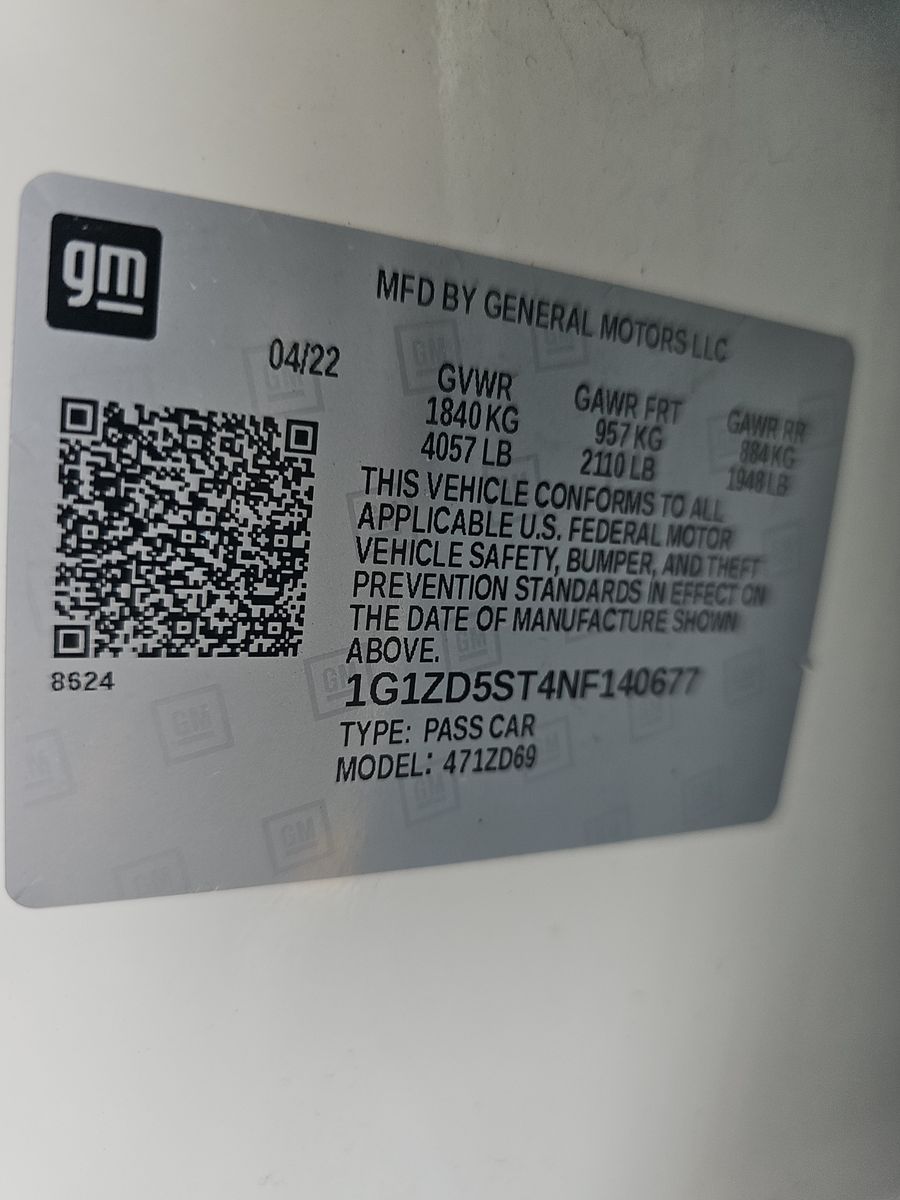 gm
MFD BY GENERAL MOTORS LLC
04/22
GVWR GAWR FRT GAWR RR
1840 KG 957 KG 884 KG
4057 LB 2110 LB 1948 LB
THIS VEHICLE CONFORMS TO ALL
APPLICABLE U.S. FEDERAL MOTOR
VEHICLE SAFETY, BUMPER, AND THEFT
PREVENTION STANDARDS IN EFFECT ON
THE DATE OF MANUFACTURE SHOWN
ABOVE.
8624
1G1ZD5ST4NF140677
TYPE: PASS CAR
MODEL: 471ZD69